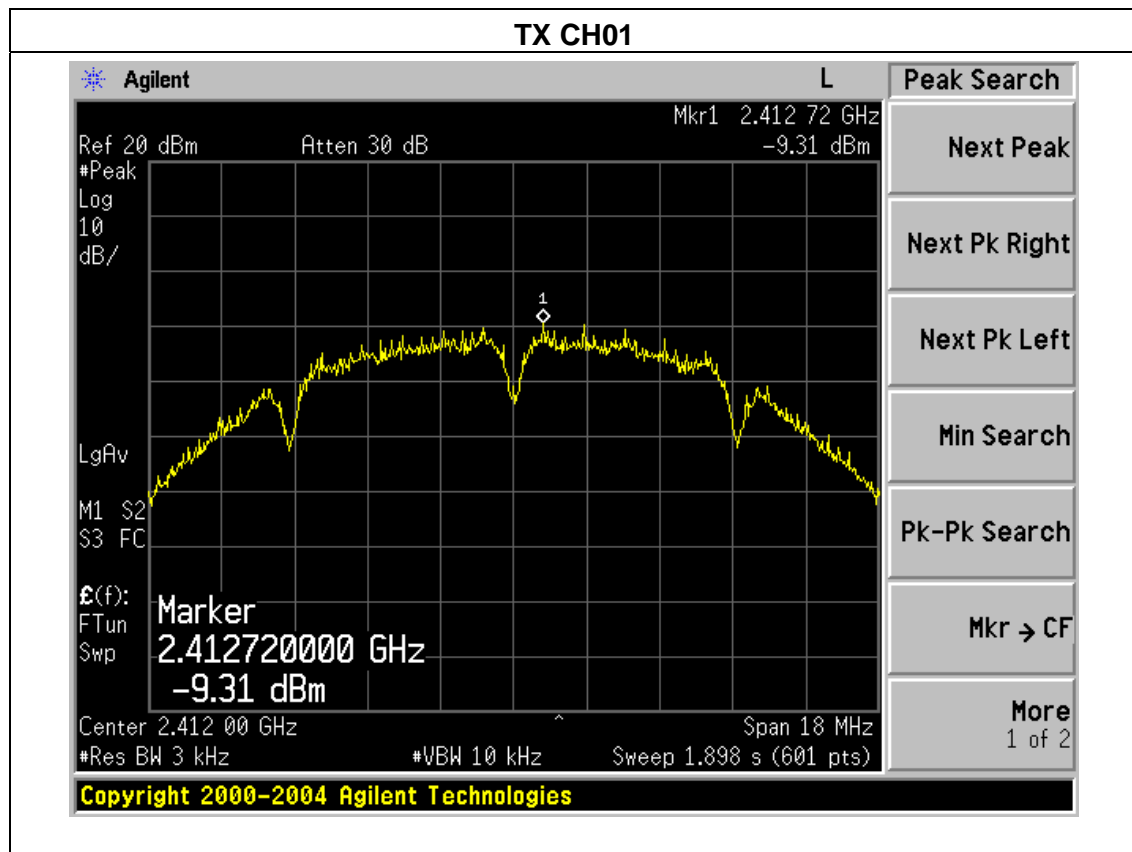 TX CH01
Agilent L Peak Search
Mkr1 2.412 72 GHz
Ref 20 dBm Atten 30 dB -9.31 dBm
#Peak
Log
10
dB/
1
LgAv
M1 S2
S3 FC
£(f):
FTun
Swp
Marker
2.412720000 GHz
-9.31 dBm
Center 2.412 00 GHz ^ Span 18 MHz
#Res BW 3 kHz #VBW 10 kHz Sweep 1.898 s (601 pts)
Next Peak
Next Pk Right
Next Pk Left
Min Search
Pk-Pk Search
Mkr → CF
More
1 of 2
Copyright 2000-2004 Agilent Technologies